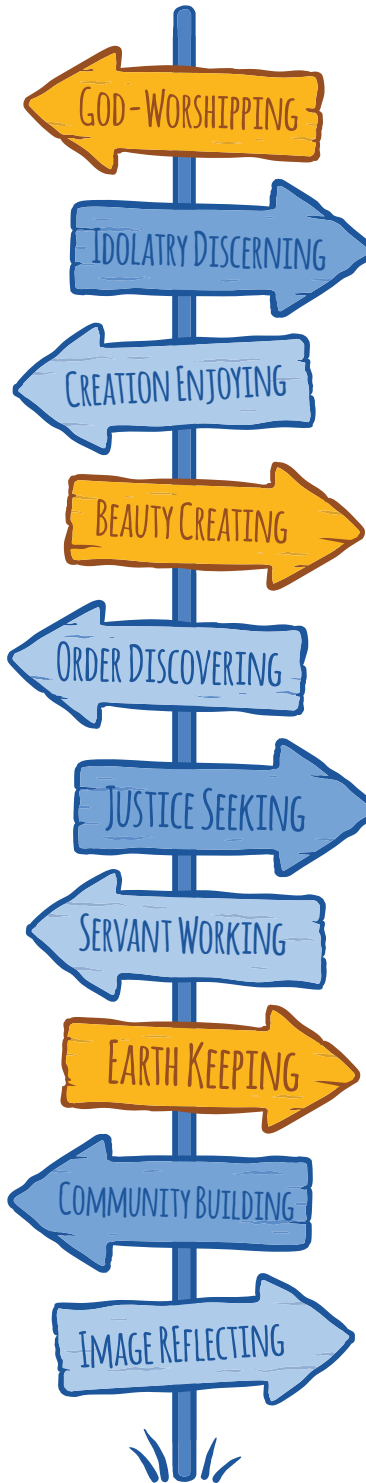 God-Worshipping
Idolatry Discerning
Creation Enjoying
Beauty Creating
Order Discovering
Justice Seeking
Servant Working
Earth Keeping
Community Building
Image Reflecting